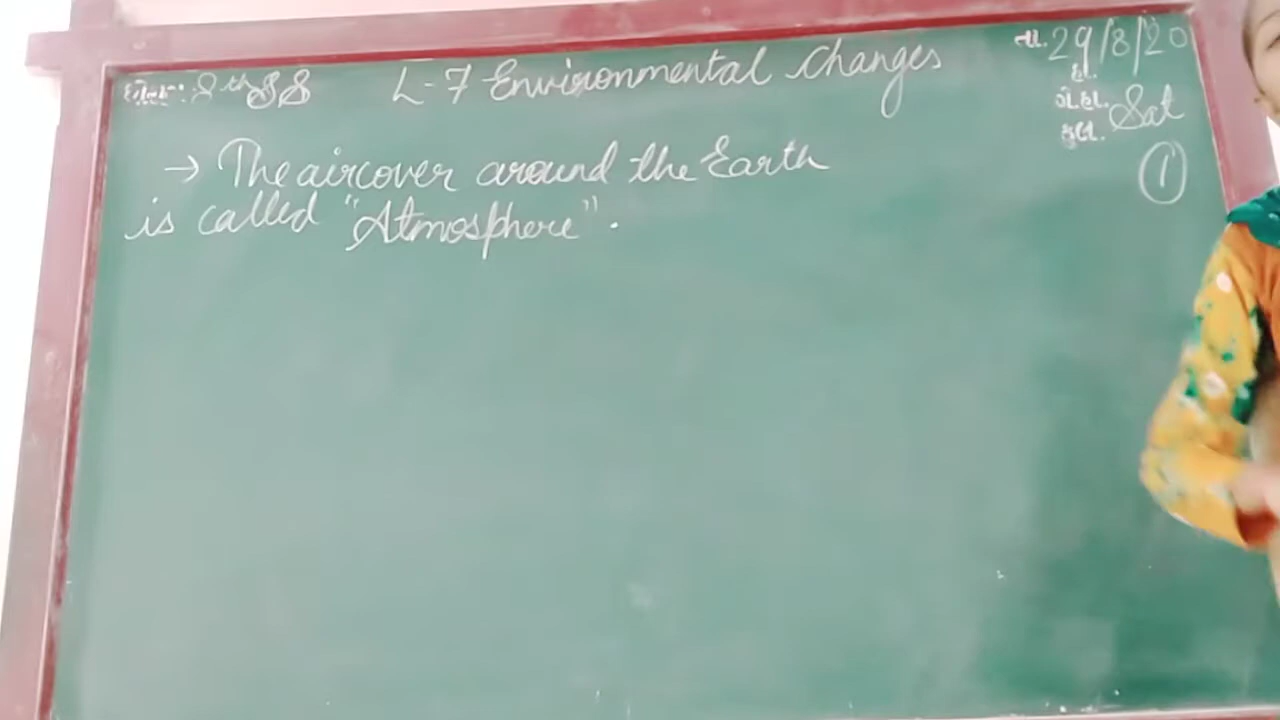 8th SS L-7 Environmental changes તા. 29/8/20
Sat
1
→ The aircover around the Earth
is called "Atmosphere".